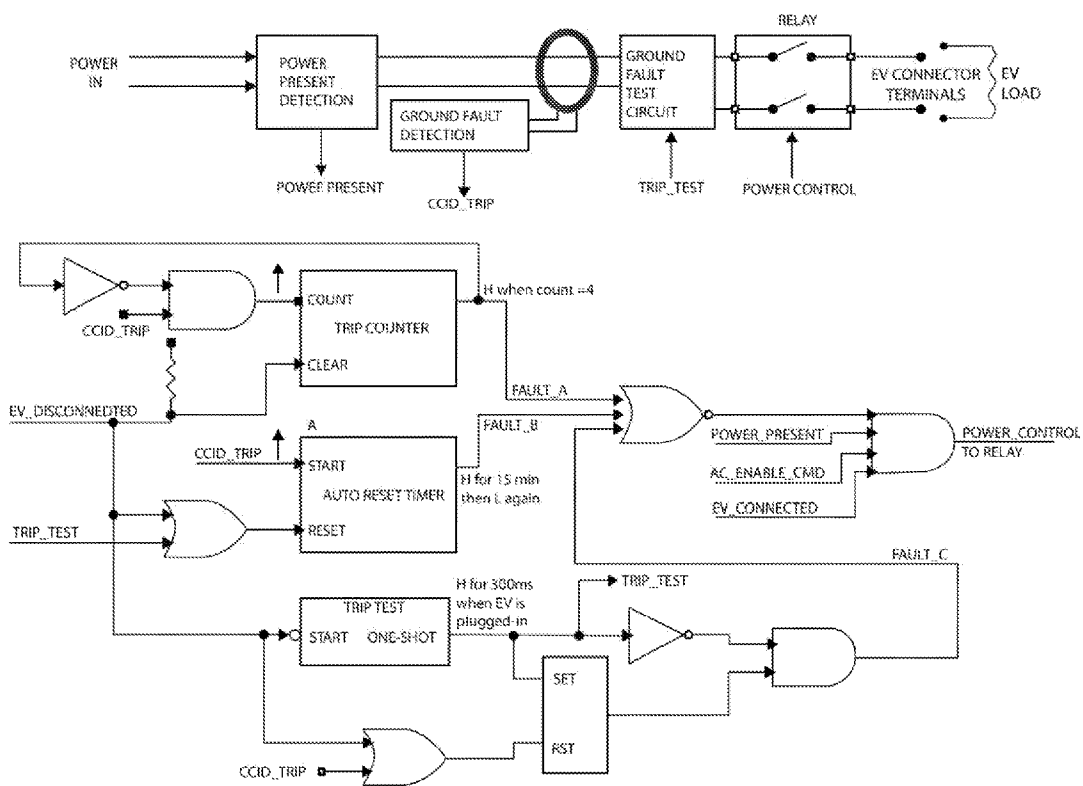 RELAY
POWER
IN
POWER
PRESENT
DETECTION
GROUND FAULT
DETECTION
GROUND
FAULT
TEST
CIRCUIT
EV CONNECTOR
TERMINALS
EV
LOAD
POWER PRESENT
CCID_TRIP
TRIP_TEST
POWER CONTROL
COUNT
TRIP COUNTER
CLEAR
H when count =4
CCID_TRIP
EV_DISCONNEDTED
FAULT_A
FAULT_B
A
CCID_TRIP
START
AUTO RESET TIMER
RESET
H for 15 min
then L again
TRIP_TEST
POWER_PRESENT
AC_ENABLE_CMD
EV_CONNECTED
POWER_CONTROL
TO RELAY
FAULT_C
TRIP TEST
START ONE-SHOT
H for 300ms
when EV is
plugged-in
TRIP_TEST
SET
RST
CCID_TRIP